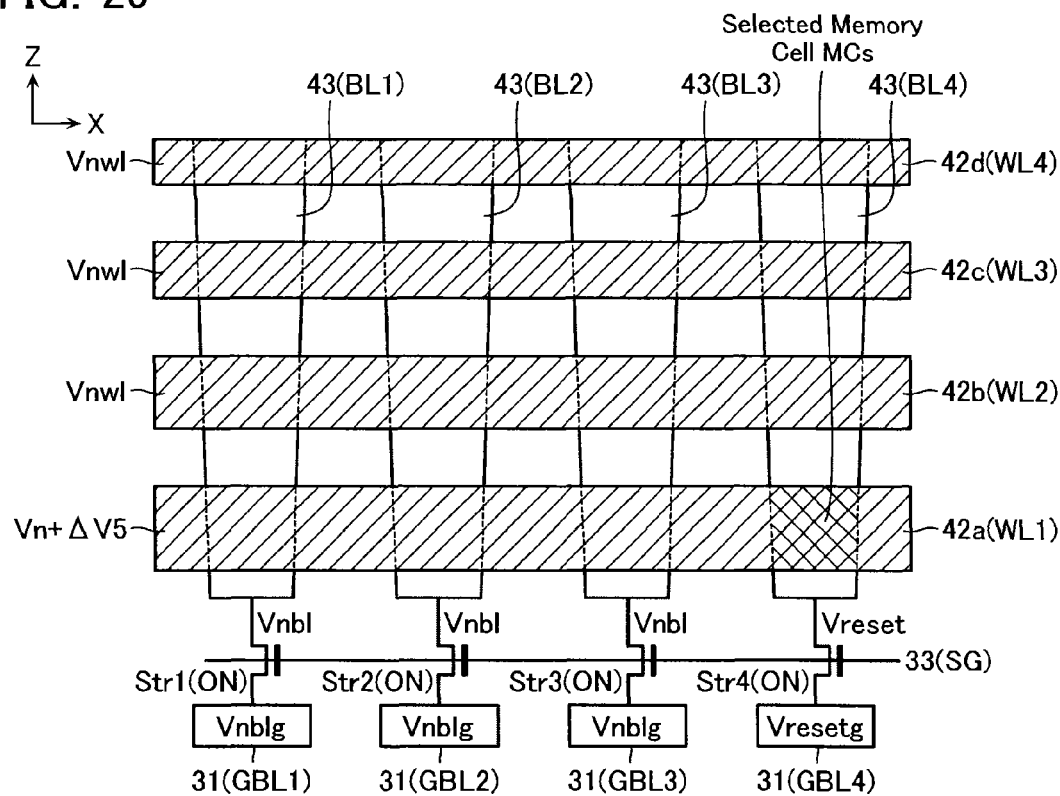 FIG. 20
Selected Memory
Cell MCs
Z
X
43(BL1) 43(BL2) 43(BL3) 43(BL4)
Vnwl 42d(WL4)
Vnwl 42c(WL3)
Vnwl 42b(WL2)
Vn+ΔV5 42a(WL1)
Vnbl Vnbl Vnbl Vreset
33(SG)
Str1(ON) Str2(ON) Str3(ON) Str4(ON)
Vnblg Vnblg Vnblg Vresetg
31(GBL1) 31(GBL2) 31(GBL3) 31(GBL4)